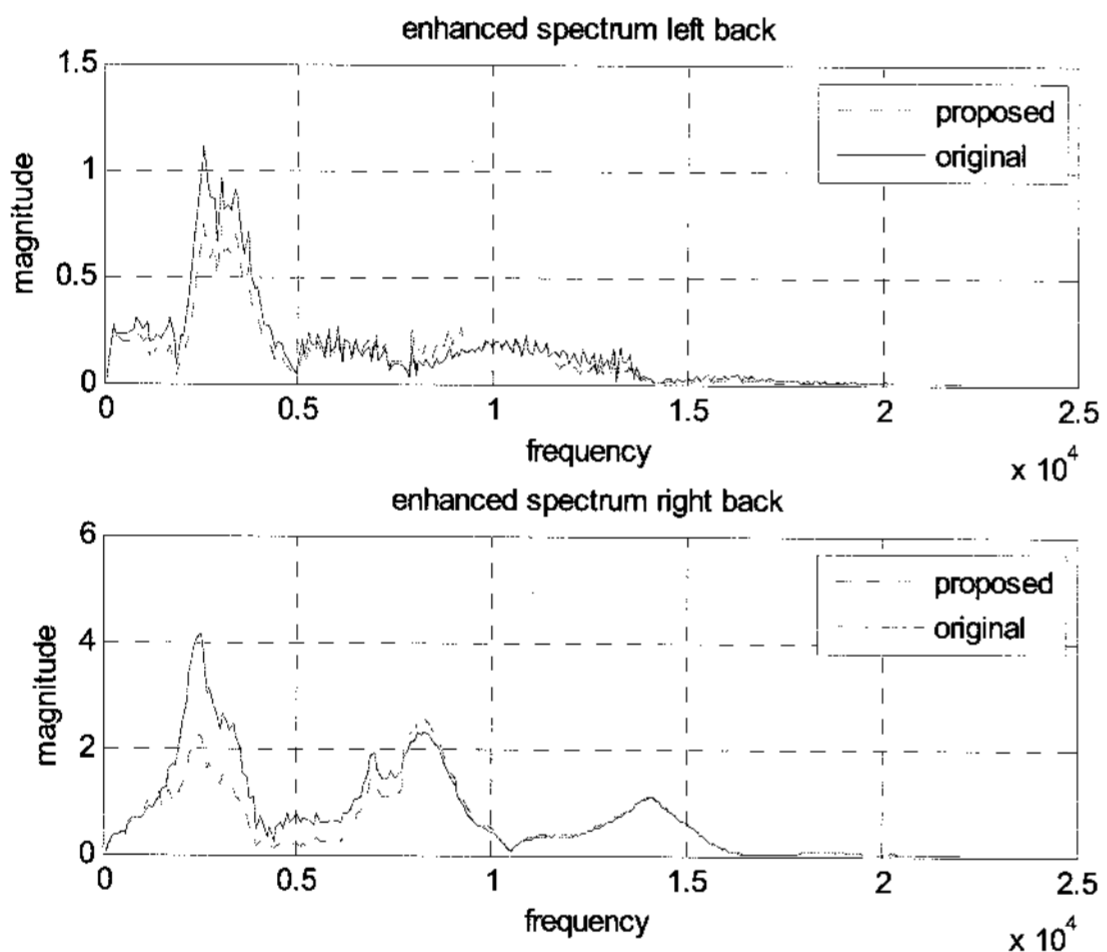 enhanced spectrum left back
1.5
1
0.5
0
magnitude
proposed
original
0 0.5 1 1.5 2 2.5
frequency
x 10^4
enhanced spectrum right back
6
4
2
0
magnitude
proposed
original
0 0.5 1 1.5 2 2.5
frequency
x 10^4